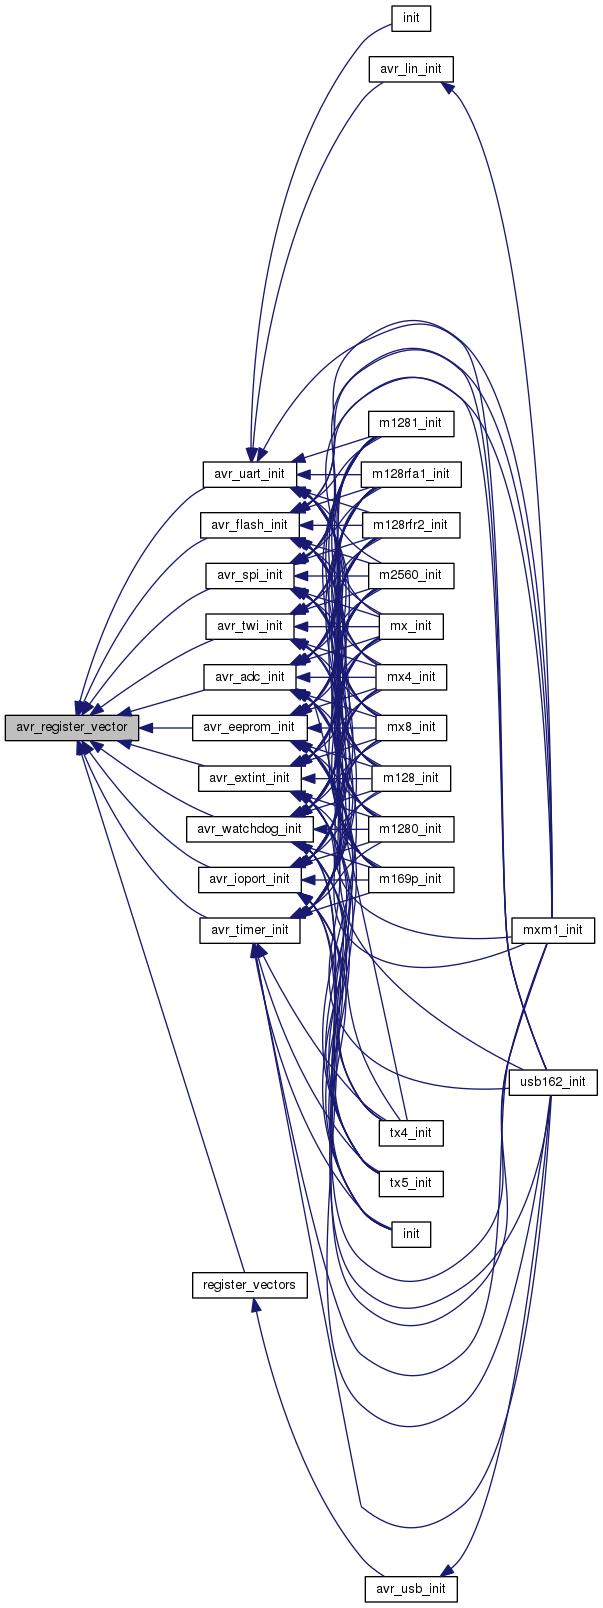 init
avr_lin_init
m1281_init
avr_uart_init
m128rfa1_init
avr_flash_init
m128rfr2_init
avr_spi_init
m2560_init
avr_twi_init
mx_init
avr_adc_init
mx4_init
avr_register_vector
avr_eeprom_init
mx8_init
avr_extint_init
m128_init
avr_watchdog_init
m1280_init
avr_ioport_init
m169p_init
avr_timer_init
mxm1_init
usb162_init
tx4_init
tx5_init
init
register_vectors
avr_usb_init